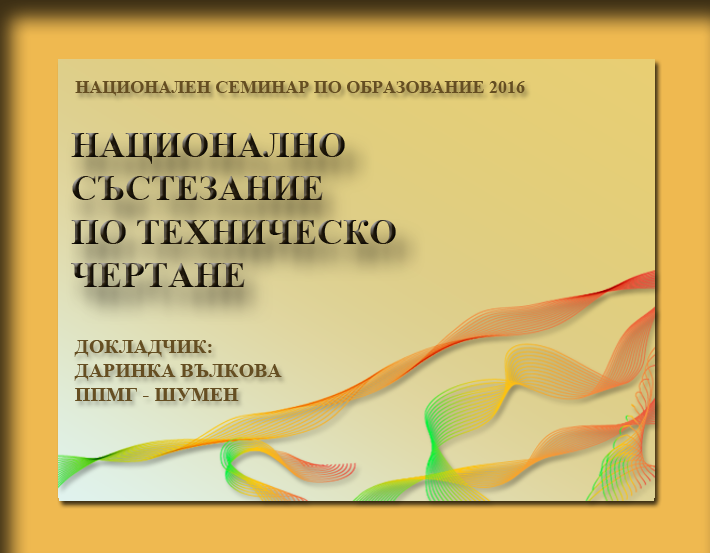 НАЦИОНАЛЕН СЕМИНАР ПО ОБРАЗОВАНИЕ 2016
НАЦИОНАЛНО
СЪСТЕЗАНИЕ
ПО ТЕХНИЧЕСКО
ЧЕРТАНЕ
ДОКЛАДЧИК:
ДАРИНКА ВЪЛКОВА
ППМГ - ШУМЕН